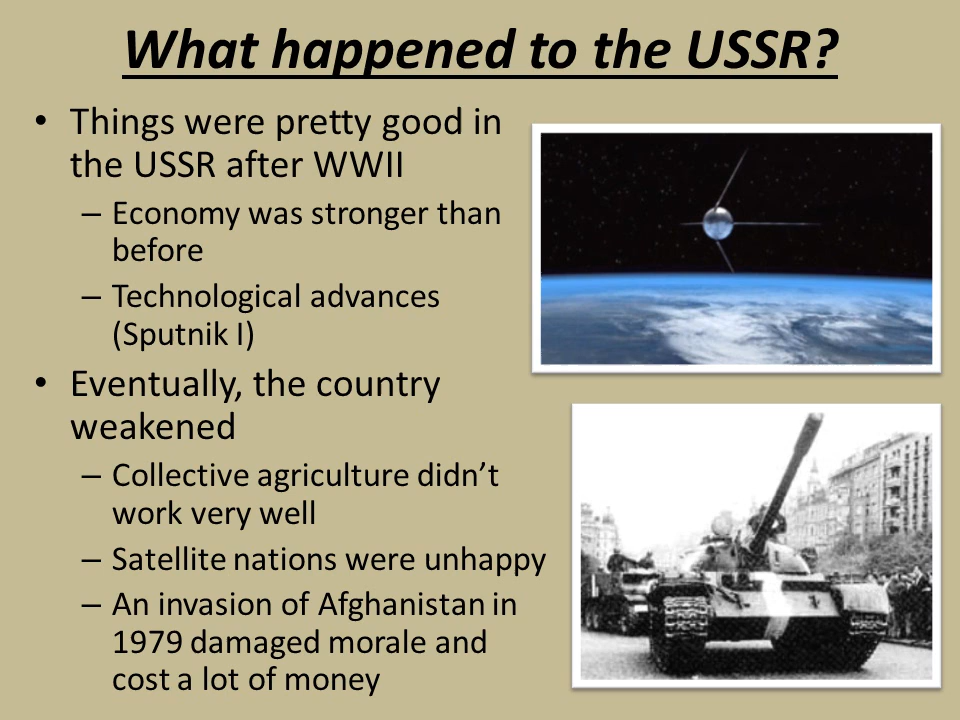 What happened to the USSR?
• Things were pretty good in
the USSR after WWII
– Economy was stronger than
before
– Technological advances
(Sputnik I)
• Eventually, the country
weakened
– Collective agriculture didn’t
work very well
– Satellite nations were unhappy
– An invasion of Afghanistan in
1979 damaged morale and
cost a lot of money